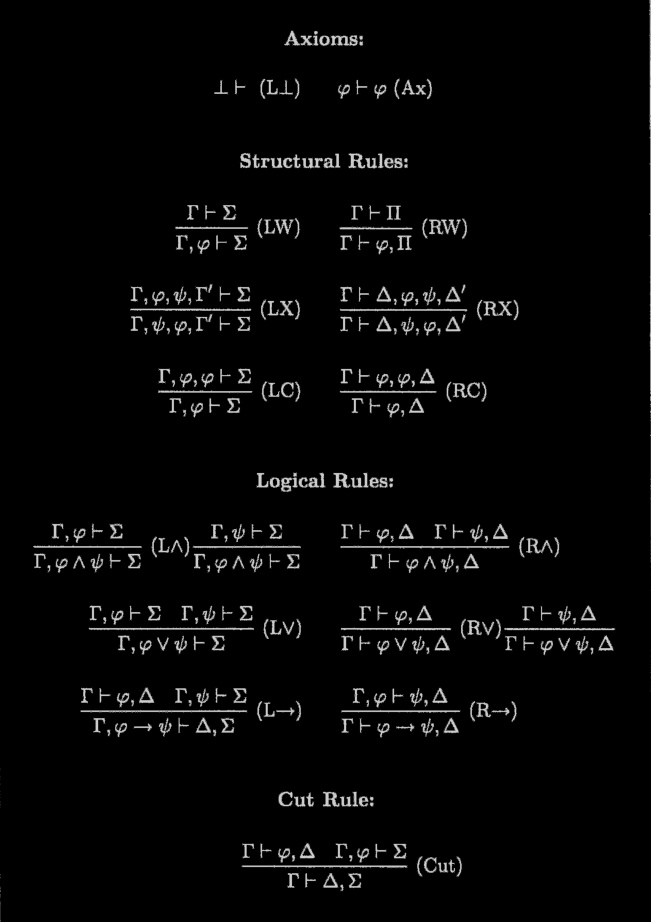 Axioms:
⊥ ⊢ (L⊥) φ ⊢ φ (Ax)
Structural Rules:
Γ ⊢ Σ / Γ, φ ⊢ Σ (LW) Γ ⊢ Π / Γ ⊢ φ, Π (RW)
Γ, φ, ψ, Γ′ ⊢ Σ / Γ, ψ, φ, Γ′ ⊢ Σ (LX) Γ ⊢ Δ, φ, ψ, Δ′ / Γ ⊢ Δ, ψ, φ, Δ′ (RX)
Γ, φ, φ ⊢ Σ / Γ, φ ⊢ Σ (LC) Γ ⊢ φ, φ, Δ / Γ ⊢ φ, Δ (RC)
Logical Rules:
Γ, φ ⊢ Σ / Γ, φ ∧ ψ ⊢ Σ (L∧) Γ, ψ ⊢ Σ / Γ, φ ∧ ψ ⊢ Σ Γ ⊢ φ, Δ Γ ⊢ ψ, Δ / Γ ⊢ φ ∧ ψ, Δ (R∧)
Γ, φ ⊢ Σ Γ, ψ ⊢ Σ / Γ, φ ∨ ψ ⊢ Σ (L∨) Γ ⊢ φ, Δ / Γ ⊢ φ ∨ ψ, Δ (R∨) Γ ⊢ ψ, Δ / Γ ⊢ φ ∨ ψ, Δ
Γ ⊢ φ, Δ Γ, ψ ⊢ Σ / Γ, φ → ψ ⊢ Δ, Σ (L→) Γ, φ ⊢ ψ, Δ / Γ ⊢ φ → ψ, Δ (R→)
Cut Rule:
Γ ⊢ φ, Δ Γ, φ ⊢ Σ / Γ ⊢ Δ, Σ (Cut)